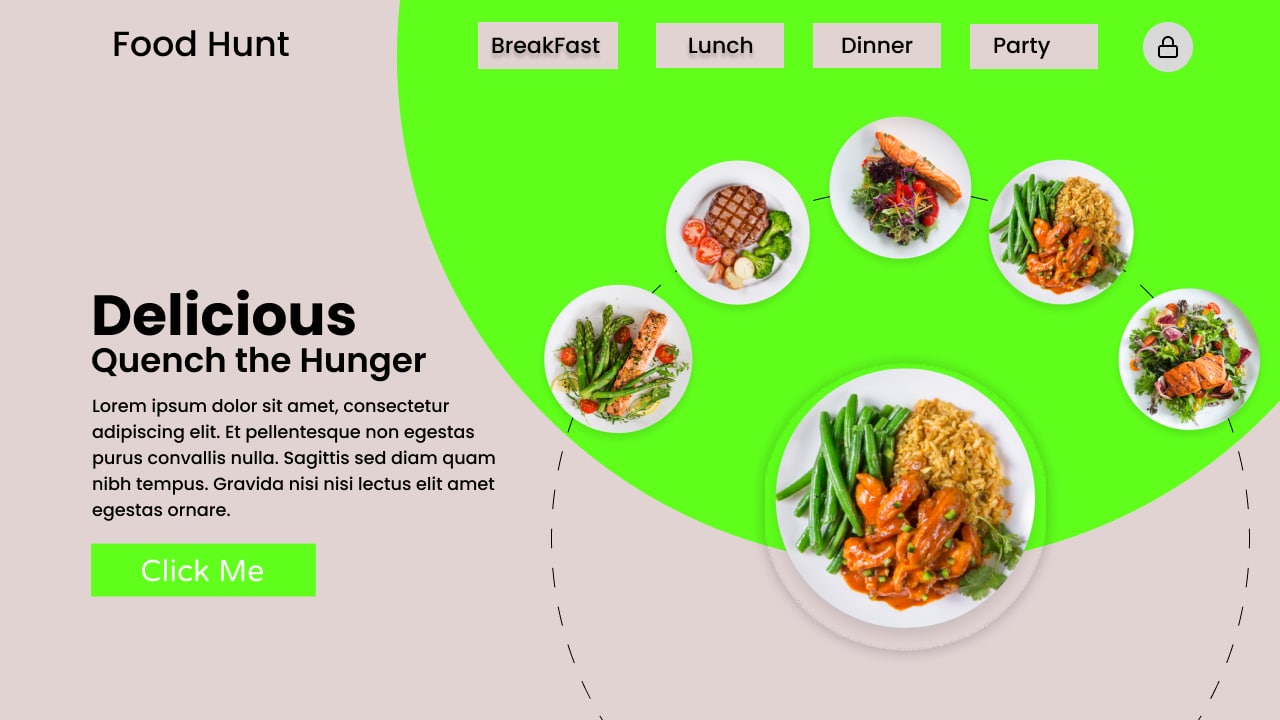 Food Hunt
BreakFast
Lunch
Dinner
Party
Delicious
Quench the Hunger
Lorem ipsum dolor sit amet, consectetur
adipiscing elit. Et pellentesque non egestas
purus convallis nulla. Sagittis sed diam quam
nibh tempus. Gravida nisi nisi lectus elit amet
egestas ornare.
Click Me